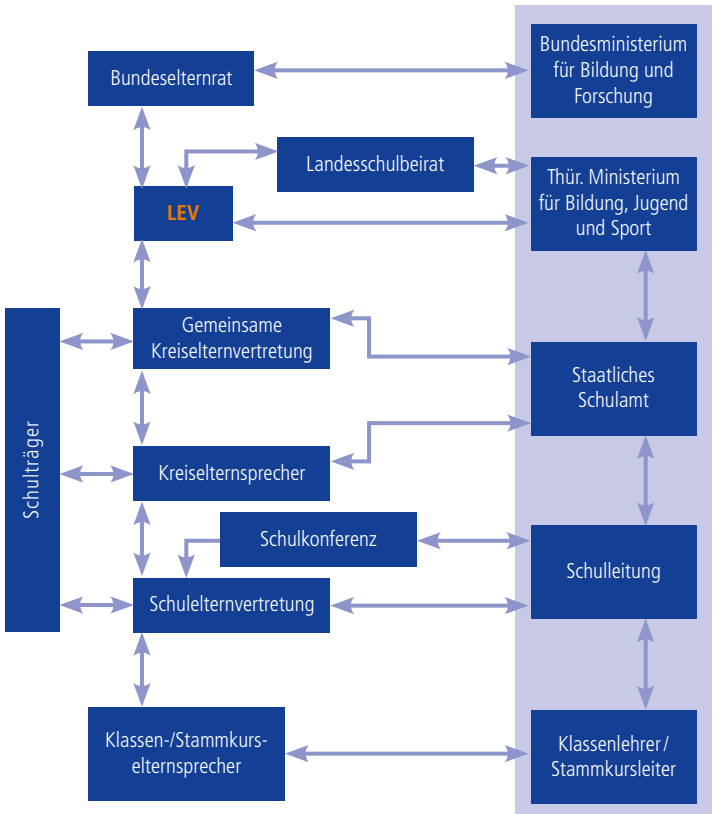 Bundeselternrat
Bundesministerium
für Bildung und
Forschung
Landesschulbeirat
Thür. Ministerium
für Bildung, Jugend
und Sport
LEV
Gemeinsame
Kreiselternvertretung
Staatliches
Schulamt
Schulträger
Kreiselternsprecher
Schulkonferenz
Schulleitung
Schulelternvertretung
Klassen-/Stammkurs-
elternsprecher
Klassenlehrer/
Stammkursleiter